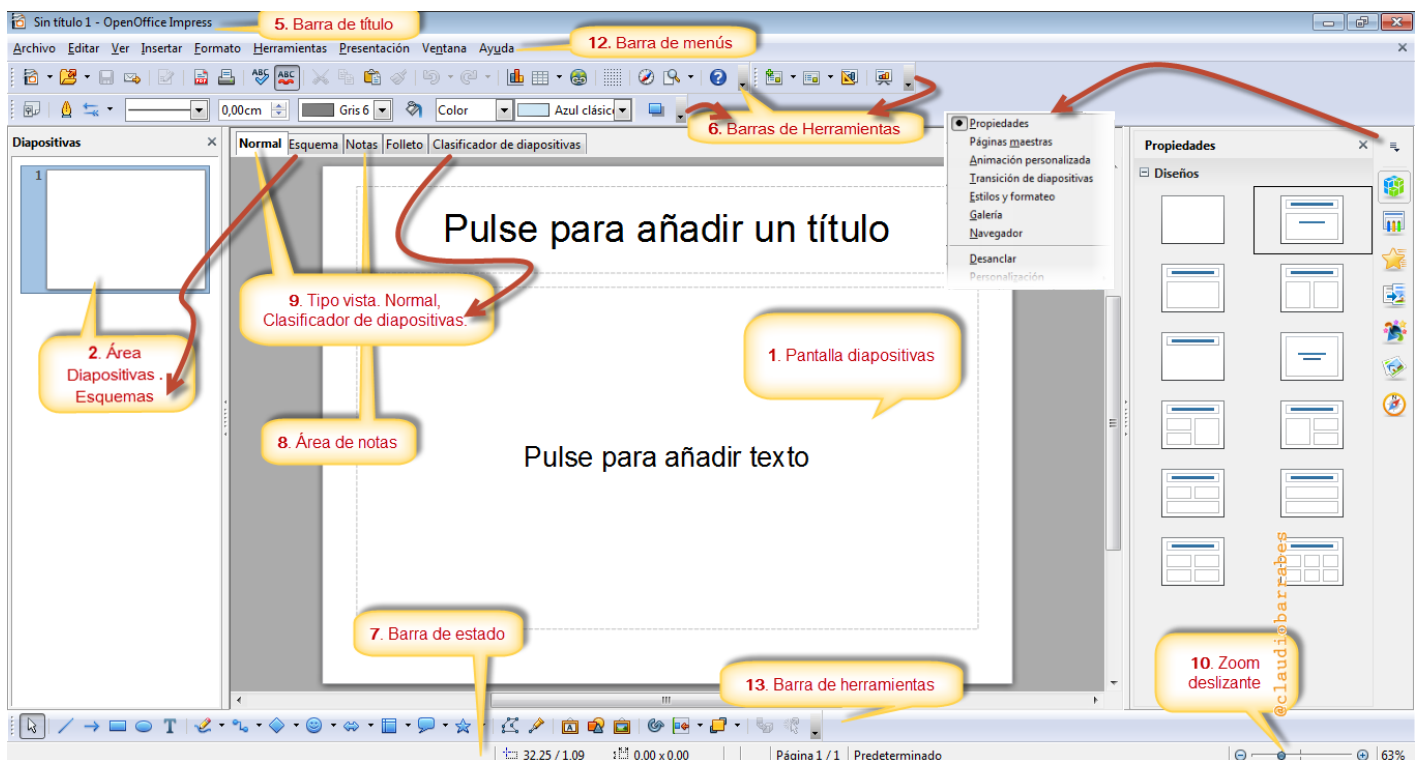 Sin título 1 - OpenOffice Impress
5. Barra de título
Archivo Editar Ver Insertar Formato Herramientas Presentación Ventana Ayuda
12. Barra de menús
ABC ABC
0,00cm Gris 6 Color Azul clásico
6. Barras de Herramientas
Diapositivas
Normal Esquema Notas Folleto Clasificador de diapositivas
Propiedades
Páginas maestras
Animación personalizada
Transición de diapositivas
Estilos y formateo
Galería
Navegador
Desanclar
Personalización
Propiedades
Diseños
1
Pulse para añadir un título
9. Tipo vista. Normal,
Clasificador de diapositivas.
2. Área
Diapositivas .
Esquemas
1. Pantalla diapositivas
8. Área de notas
Pulse para añadir texto
7. Barra de estado
13. Barra de herramientas
10. Zoom
deslizante
@claudiobarrabes
32.25 / 1.09 0.00 x 0.00 Página 1 / 1 Predeterminado 63%